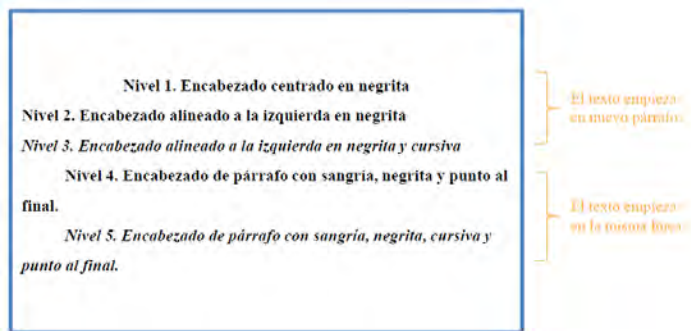 Nivel 1. Encabezado centrado en negrita
Nivel 2. Encabezado alineado a la izquierda en negrita
Nivel 3. Encabezado alineado a la izquierda en negrita y cursiva
Nivel 4. Encabezado de párrafo con sangría, negrita y punto al
final.
Nivel 5. Encabezado de párrafo con sangría, negrita, cursiva y
punto al final.
El texto empieza
en nuevo párrafo
El texto empieza
en la misma línea